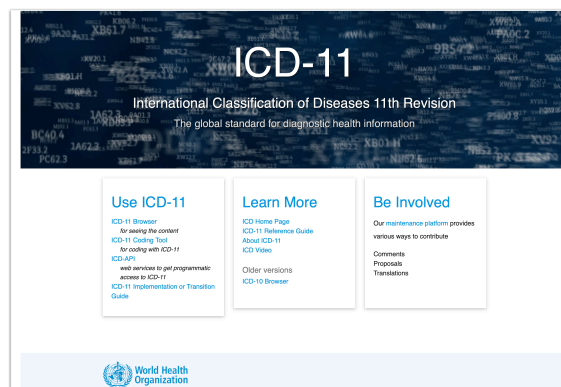 ICD-11
International Classification of Diseases 11th Revision
The global standard for diagnostic health information
Use ICD-11
ICD-11 Browser
for seeing the content
ICD-11 Coding Tool
for coding with ICD-11
ICD-API
web services to get programmatic
access to ICD-11
ICD-11 Implementation or Transition
Guide
Learn More
ICD Home Page
ICD-11 Reference Guide
About ICD-11
ICD Video
Older versions
ICD-10 Browser
Be Involved
Our maintenance platform provides
various ways to contribute
Comments
Proposals
Translations
World Health
Organization